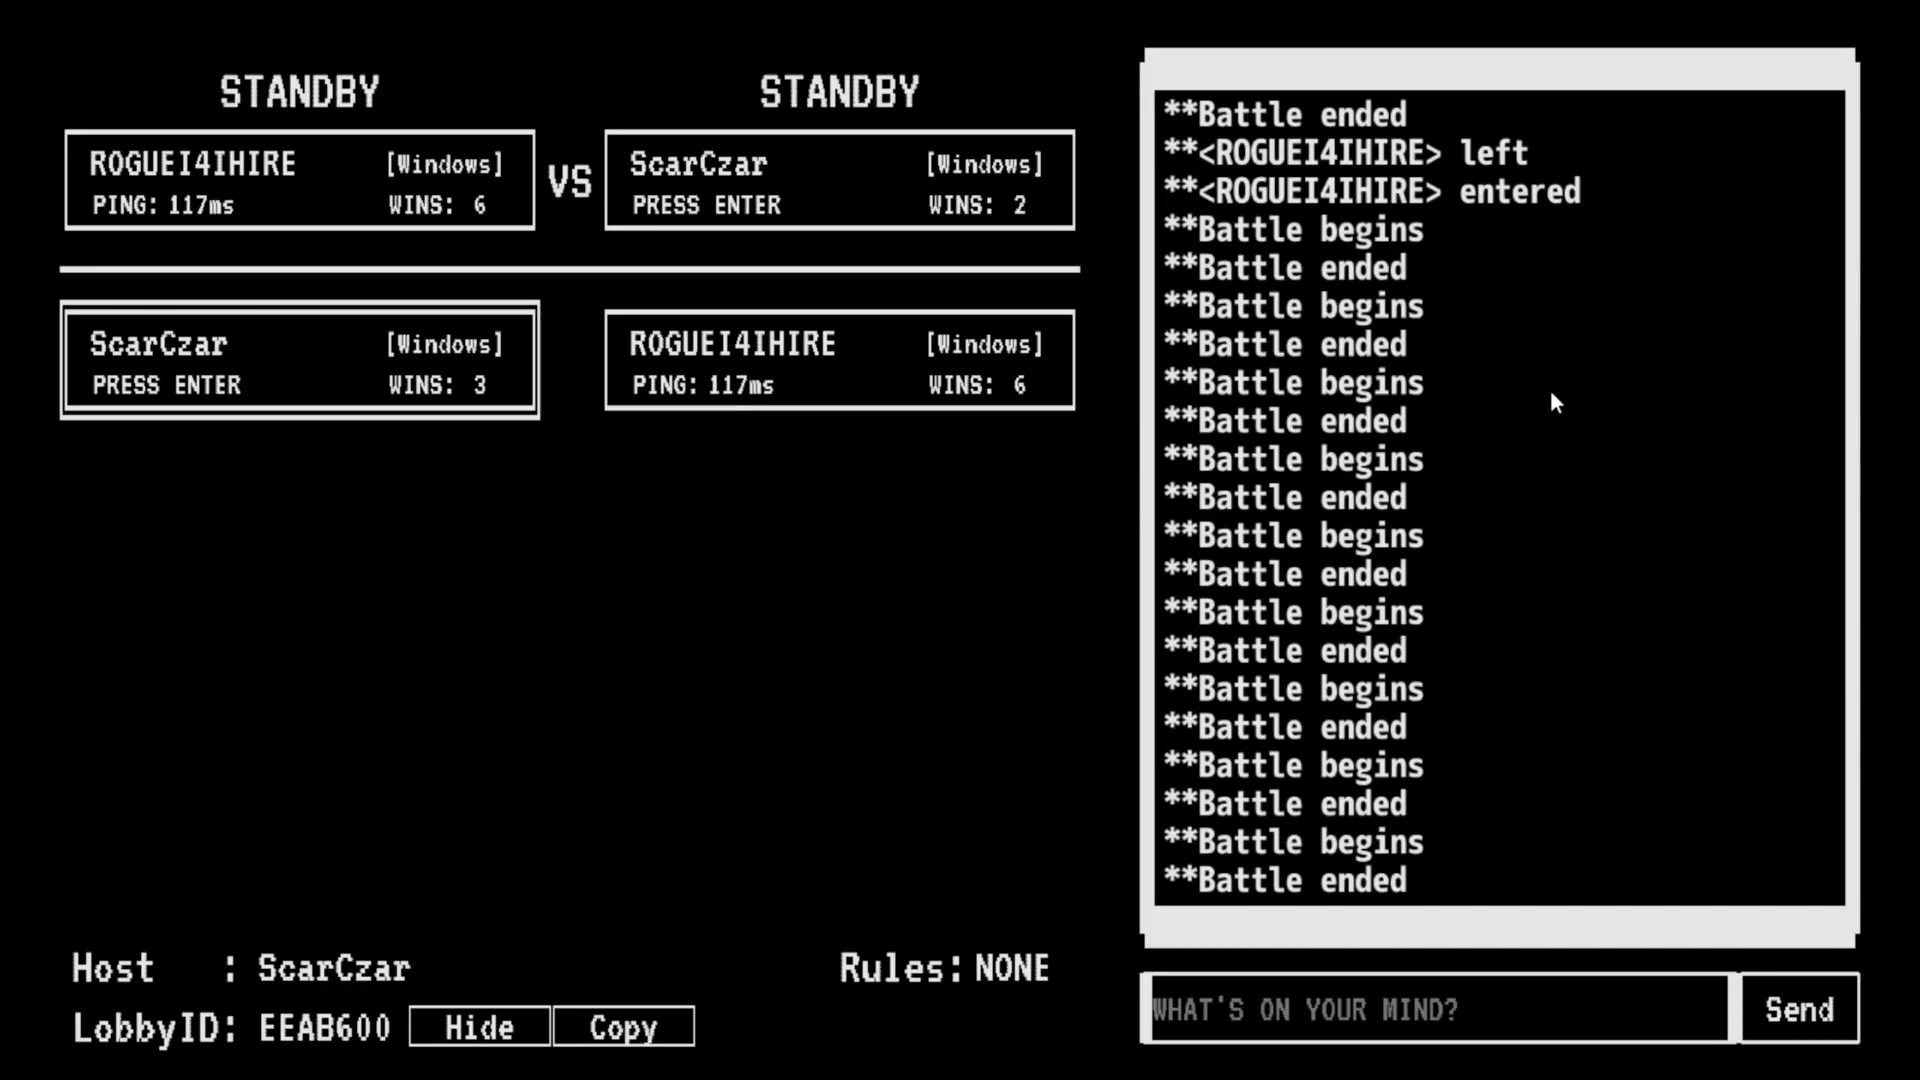 STANDBY STANDBY
ROGUEI4IHIRE [Windows] VS ScarCzar [Windows]
PING: 117ms WINS: 6 PRESS ENTER WINS: 2
ScarCzar [Windows] ROGUEI4IHIRE [Windows]
PRESS ENTER WINS: 3 PING: 117ms WINS: 6
Host : ScarCzar Rules: NONE
LobbyID: EEAB600 Hide Copy
**Battle ended
**<ROGUEI4IHIRE> left
**<ROGUEI4IHIRE> entered
**Battle begins
**Battle ended
**Battle begins
**Battle ended
**Battle begins
**Battle ended
**Battle begins
**Battle ended
**Battle begins
**Battle ended
**Battle begins
**Battle ended
**Battle begins
**Battle ended
**Battle begins
**Battle ended
**Battle begins
**Battle ended
WHAT'S ON YOUR MIND? Send